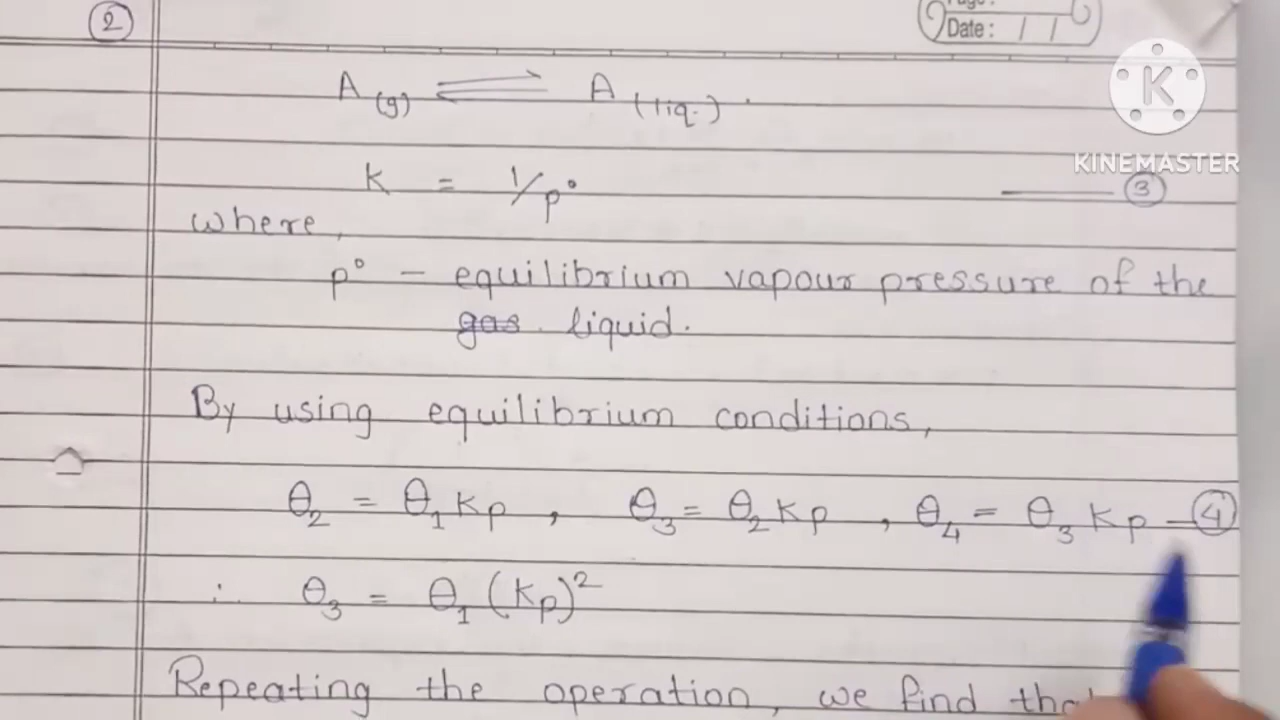 ②
Date : / /
A (g) ⇌ A (liq.) .
K
KINEMASTER
K = 1/p° ——— ③
where,
p° – equilibrium vapour pressure of the
gas. liquid.
By using equilibrium conditions,
θ₂ = θ₁ Kp , θ₃ = θ₂ Kp , θ₄ = θ₃ Kp – ④
∴ θ₃ = θ₁ (Kp)²
Repeating the operation, we find